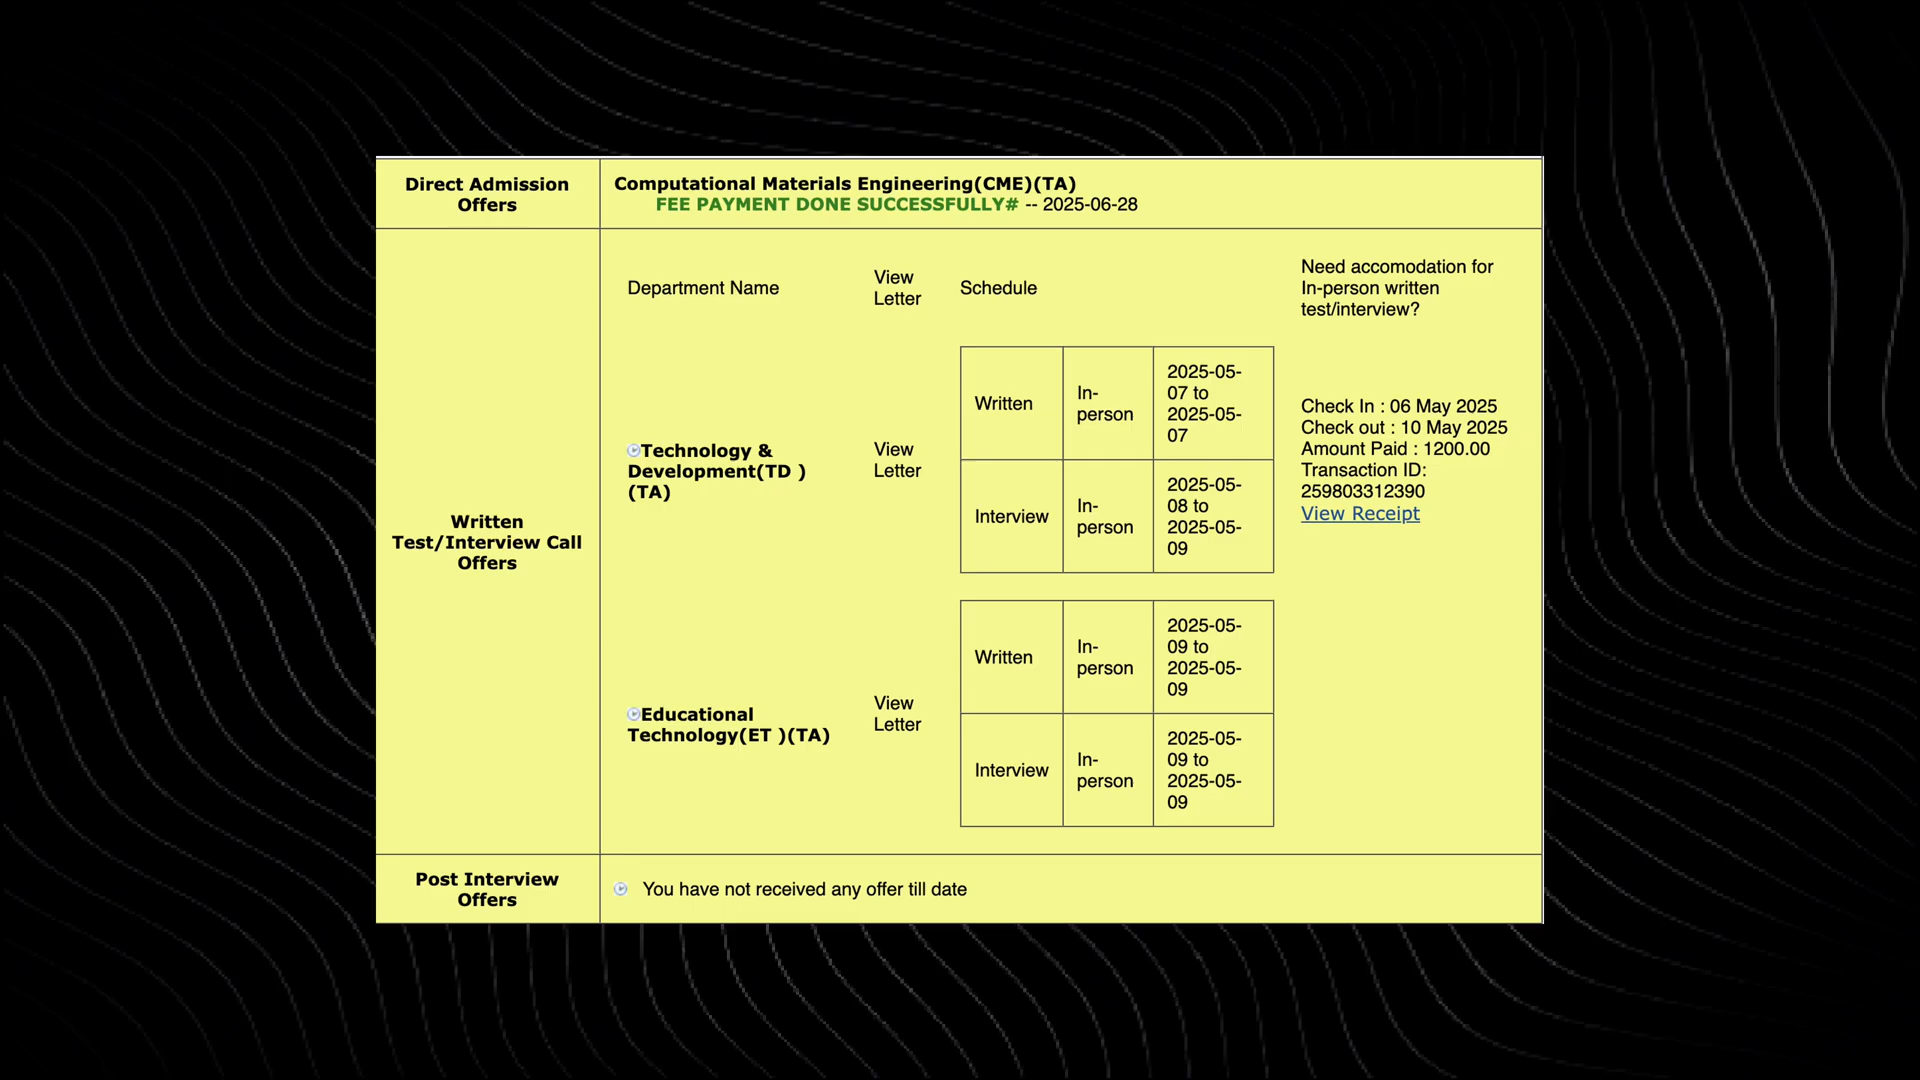 Direct Admission
Offers
Computational Materials Engineering(CME)(TA)
FEE PAYMENT DONE SUCCESSFULLY# -- 2025-06-28
Written
Test/Interview Call
Offers
Department Name
View
Letter
Schedule
Need accomodation for
In-person written
test/interview?
Technology &
Development(TD )
(TA)
View
Letter
Written
In-
person
2025-05-
07 to
2025-05-
07
Interview
In-
person
2025-05-
08 to
2025-05-
09
Check In : 06 May 2025
Check out : 10 May 2025
Amount Paid : 1200.00
Transaction ID:
259803312390
View Receipt
Educational
Technology(ET )(TA)
View
Letter
Written
In-
person
2025-05-
09 to
2025-05-
09
Interview
In-
person
2025-05-
09 to
2025-05-
09
Post Interview
Offers
You have not received any offer till date